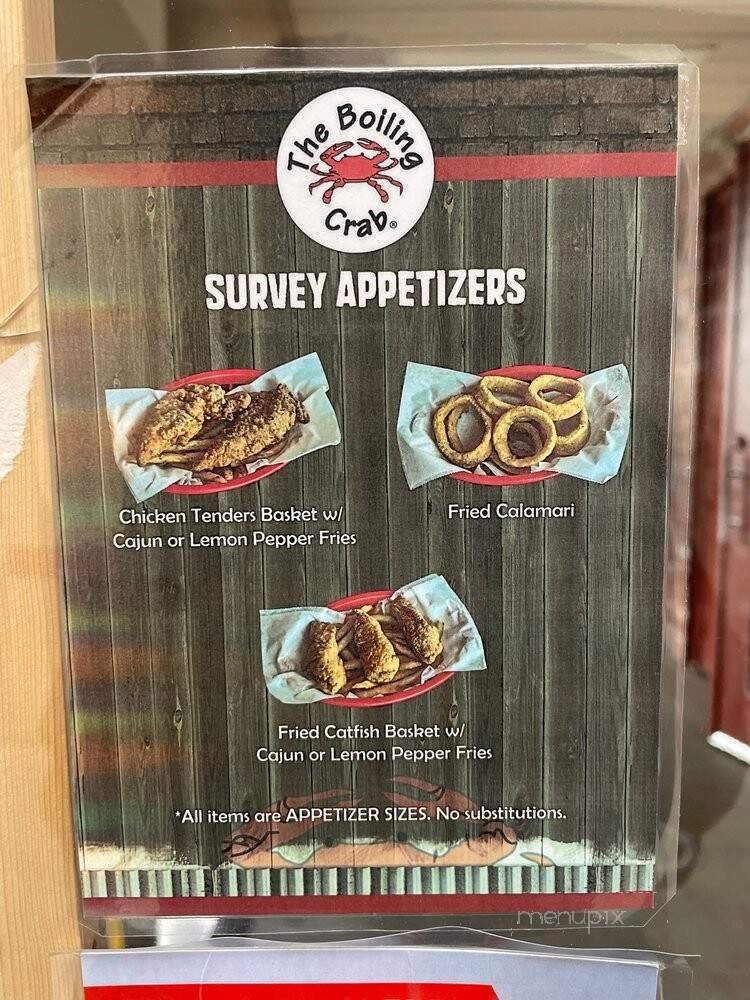 The Boiling
Crab®
SURVEY APPETIZERS
Chicken Tenders Basket w/
Cajun or Lemon Pepper Fries
Fried Calamari
Fried Catfish Basket w/
Cajun or Lemon Pepper Fries
*All items are APPETIZER SIZES. No substitutions.
menupix